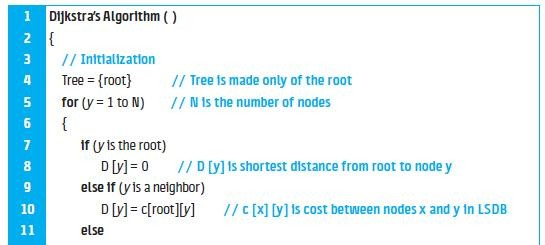 1 Dijkstra's Algorithm ( )
2 {
3 // Initialization
4 Tree = {root} // Tree is made only of the root
5 for (y = 1 to N) // N is the number of nodes
6 {
7 if (y is the root)
8 D [y] = 0 // D [y] is shortest distance from root to node y
9 else if (y is a neighbor)
10 D [y] = c[root][y] // c [x] [y] is cost between nodes x and y in LSDB
11 else